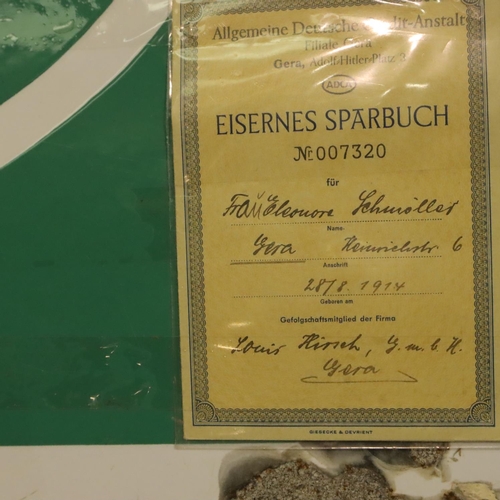 Allgemeine Deutsche Credit-Anstalt
Filiale Gera
Gera, Adolf-Hitler-Platz 2
ADCA
EISERNES SPARBUCH
№ 007320
für
Frau Eleonore Schmöller
Name
Gera Heinrichstr 6
Anschrift
28/8. 1914
Geboren am
Gefolgschaftsmitglied der Firma
Louis Hirsch, G.m.b.H.
Gera
GIESECKE & DEVRIENT